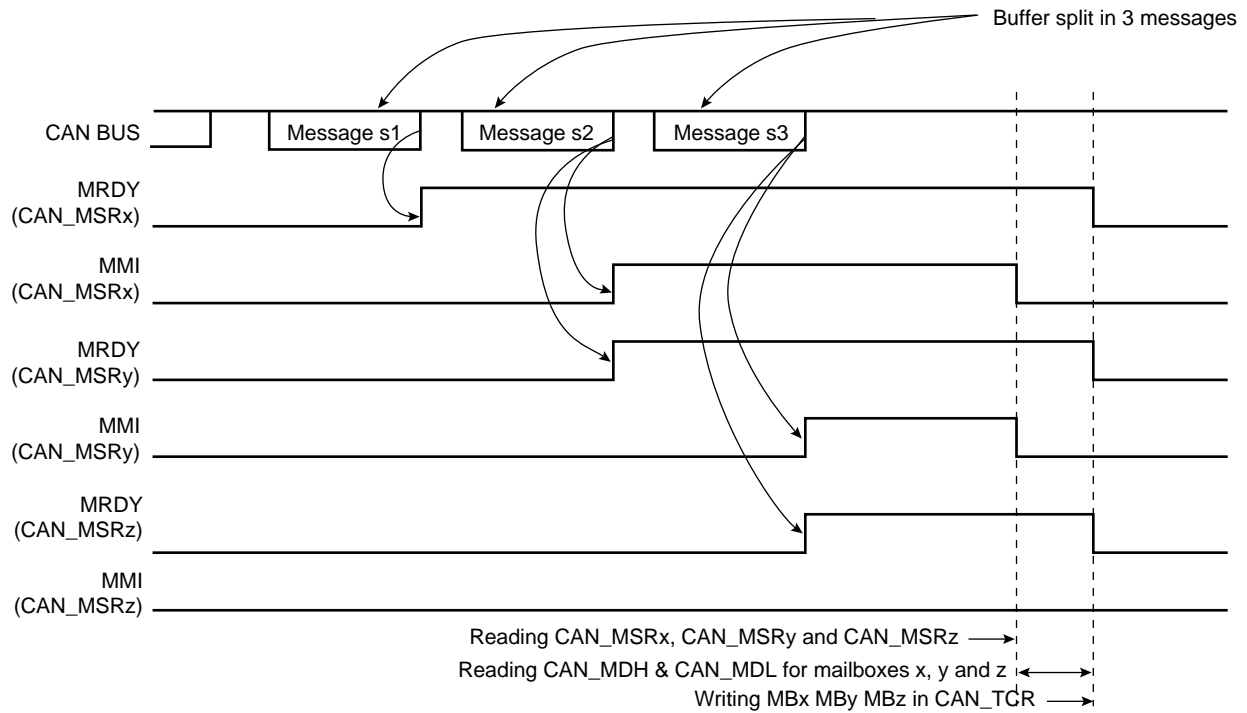 Buffer split in 3 messages
CAN BUS
Message s1
Message s2
Message s3
MRDY
(CAN_MSRx)
MMI
(CAN_MSRx)
MRDY
(CAN_MSRy)
MMI
(CAN_MSRy)
MRDY
(CAN_MSRz)
MMI
(CAN_MSRz)
Reading CAN_MSRx, CAN_MSRy and CAN_MSRz
Reading CAN_MDH & CAN_MDL for mailboxes x, y and z
Writing MBx MBy MBz in CAN_TCR